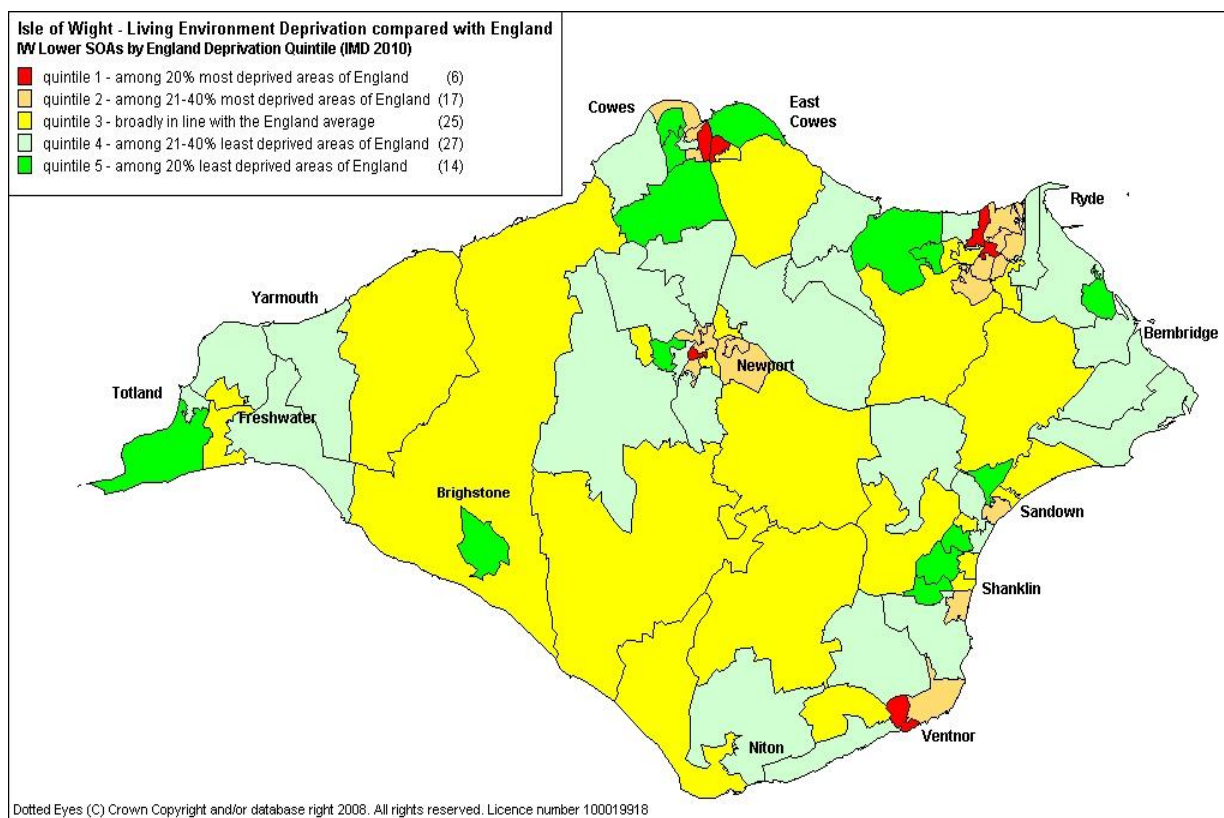 Isle of Wight - Living Environment Deprivation compared with England
IW Lower SOAs by England Deprivation Quintile (IMD 2010)
quintile 1 - among 20% most deprived areas of England (6)
quintile 2 - among 21-40% most deprived areas of England (17)
quintile 3 - broadly in line with the England average (25)
quintile 4 - among 21-40% least deprived areas of England (27)
quintile 5 - among 20% least deprived areas of England (14)
Cowes
East
Cowes
Ryde
Yarmouth
Bembridge
Newport
Totland
Freshwater
Brighstone
Sandown
Shanklin
Niton
Ventnor
Dotted Eyes (C) Crown Copyright and/or database right 2008. All rights reserved. Licence number 100019918